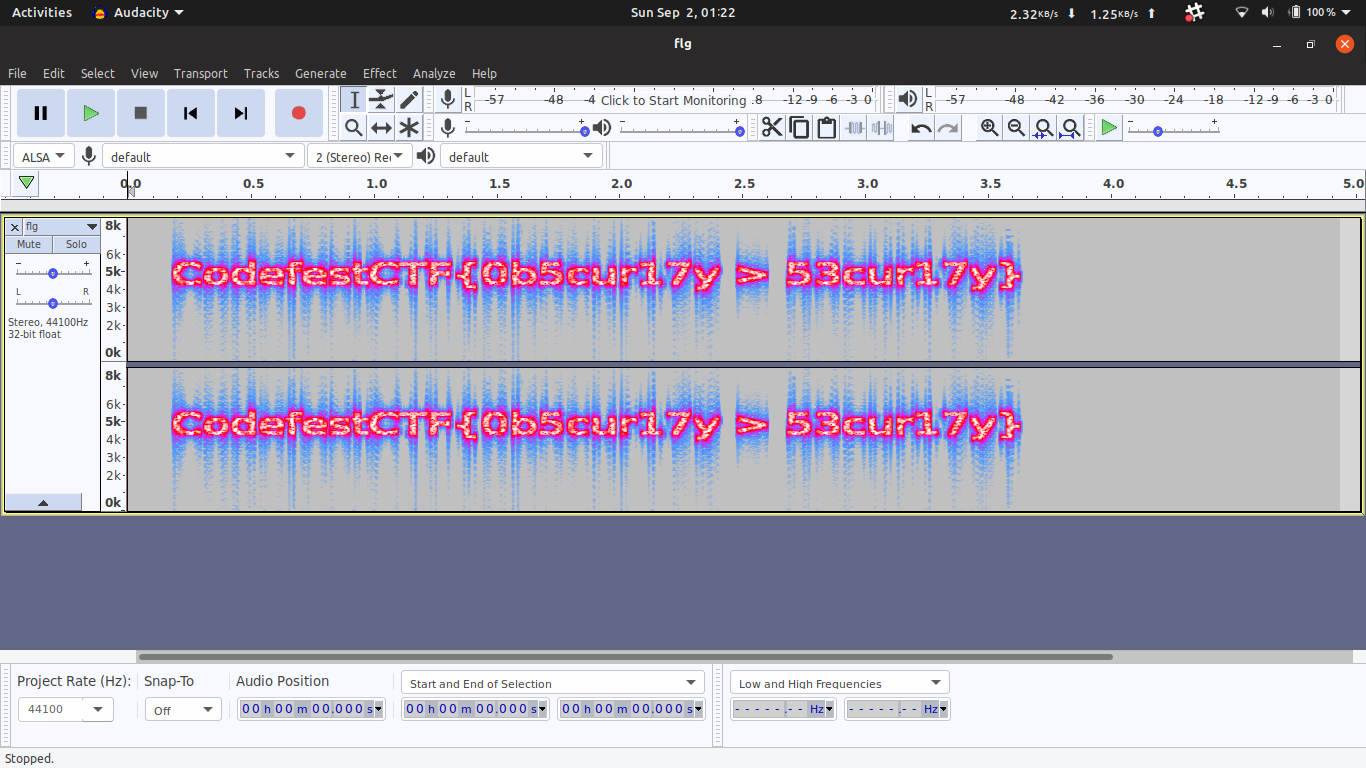 Activities Audacity Sun Sep 2, 01:22 2.32KB/s 1.25KB/s 100 %
flg
File Edit Select View Transport Tracks Generate Effect Analyze Help
L R -57 -48 -4 Click to Start Monitoring .8 -12 -9 -6 -3 0 L R -57 -48 -42 -36 -30 -24 -18 -12 -9 -6 -3 0
- + - + - +
ALSA default 2 (Stereo) Re default
0.0 0.5 1.0 1.5 2.0 2.5 3.0 3.5 4.0 4.5 5.0
× flg
Mute Solo
- +
L R
Stereo, 44100Hz
32-bit float
8k
6k
5k
4k
3k
2k
0k
CodefestCTF{0b5cur17y > 53cur17y}
8k
6k
5k
4k
3k
2k
0k
CodefestCTF{0b5cur17y > 53cur17y}
Project Rate (Hz): Snap-To Audio Position Start and End of Selection Low and High Frequencies
44100 Off 00 h 00 m 00.000 s 00 h 00 m 00.000 s 00 h 00 m 00.000 s ------.-- Hz ------.-- Hz
Stopped.